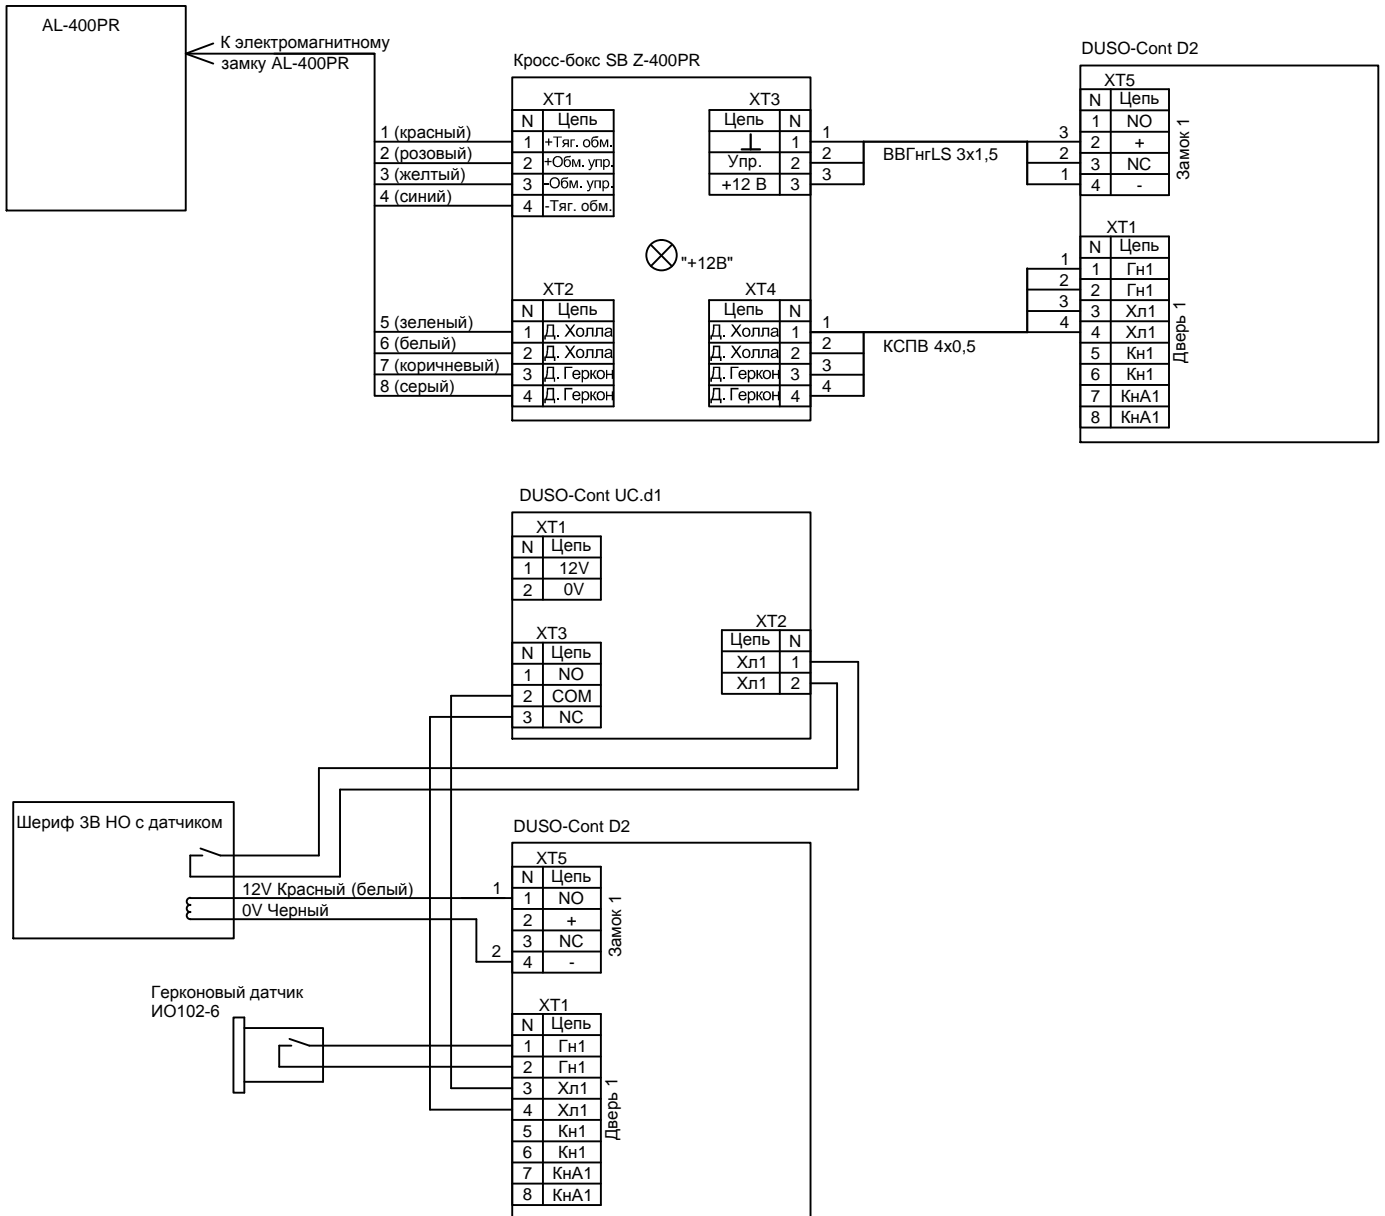 AL-400PR
К электромагнитному
замку AL-400PR
1 (красный)
2 (розовый)
3 (желтый)
4 (синий)
5 (зеленый)
6 (белый)
7 (коричневый)
8 (серый)
Кросс-бокс SB Z-400PR
XT1
N Цепь
1 +Тяг. обм.
2 +Обм. упр.
3 -Обм. упр.
4 -Тяг. обм.
XT3
Цепь N
1
Упр. 2
+12 В 3
"+12В"
XT2
N Цепь
1 Д. Холла
2 Д. Холла
3 Д. Геркон
4 Д. Геркон
XT4
Цепь N
Д. Холла 1
Д. Холла 2
Д. Геркон 3
Д. Геркон 4
1
2
3
ВВГнгLS 3x1,5
3
2
1
1
2
3
4
КСПВ 4x0,5
1
2
3
4
DUSO-Cont D2
XT5
N Цепь
1 NO
2 +
3 NC
4 -
Замок 1
XT1
N Цепь
1 Гн1
2 Гн1
3 Хл1
4 Хл1
5 Кн1
6 Кн1
7 КнА1
8 КнА1
Дверь 1
DUSO-Cont UC.d1
XT1
N Цепь
1 12V
2 0V
XT3
N Цепь
1 NO
2 COM
3 NC
XT2
Цепь N
Хл1 1
Хл1 2
Шериф 3В НО с датчиком
12V Красный (белый)
0V Черный
1
2
Герконовый датчик
ИО102-6
DUSO-Cont D2
XT5
N Цепь
1 NO
2 +
3 NC
4 -
Замок 1
XT1
N Цепь
1 Гн1
2 Гн1
3 Хл1
4 Хл1
5 Кн1
6 Кн1
7 КнА1
8 КнА1
Дверь 1